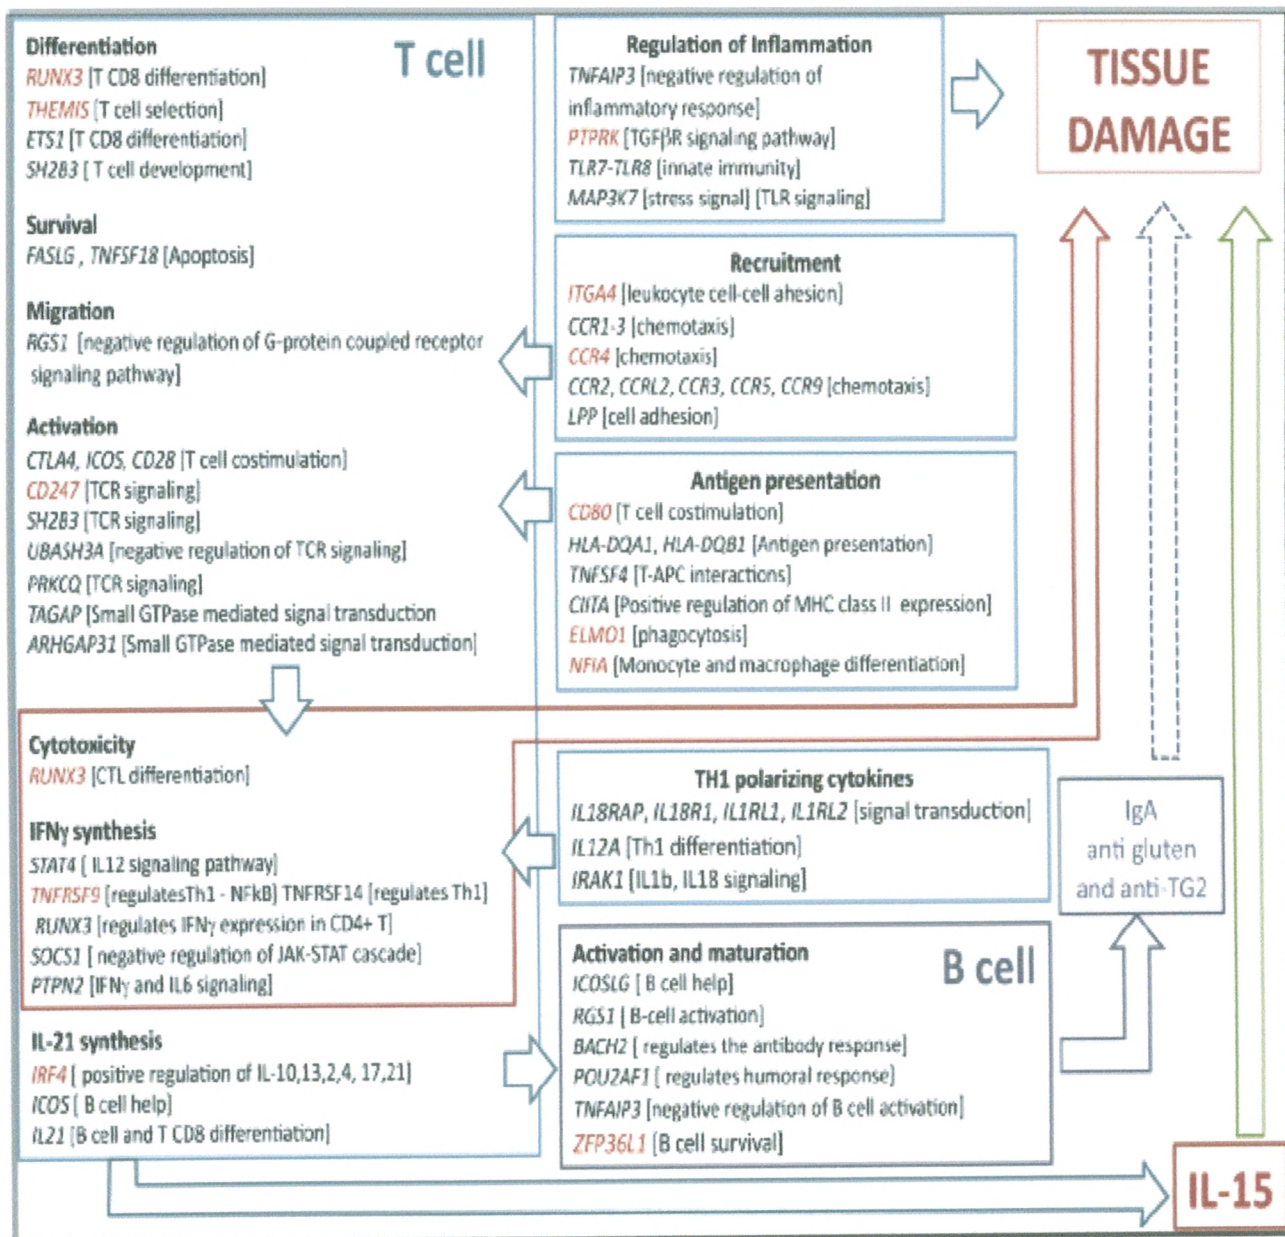 T cell
Differentiation
RUNX3 [T CD8 differentiation]
THEMIS [T cell selection]
ETS1 [T CD8 differentiation]
SH2B3 [ T cell development]
Survival
FASLG , TNFSF18 [Apoptosis]
Migration
RGS1 [negative regulation of G-protein coupled receptor
signaling pathway]
Activation
CTLA4, ICOS, CD28 [T cell costimulation]
CD247 [TCR signaling]
SH2B3 [TCR signaling]
UBASH3A [negative regulation of TCR signaling]
PRKCQ [TCR signaling]
TAGAP [Small GTPase mediated signal transduction
ARHGAP31 [Small GTPase mediated signal transduction]
Cytotoxicity
RUNX3 [CTL differentiation]
IFNγ synthesis
STAT4 [ IL12 signaling pathway]
TNFRSF9 [regulatesTh1 - NFkB] TNFRSF14 [regulates Th1]
RUNX3 [regulates IFNγ expression in CD4+ T]
SOCS1 [ negative regulation of JAK-STAT cascade]
PTPN2 [IFNγ and IL6 signaling]
IL-21 synthesis
IRF4 [ positive regulation of IL-10,13,2,4, 17,21]
ICOS [ B cell help]
IL21 [B cell and T CD8 differentiation]
Regulation of Inflammation
TNFAIP3 [negative regulation of
inflammatory response]
PTPRK [TGFβR signaling pathway]
TLR7-TLR8 [innate immunity]
MAP3K7 [stress signal] [TLR signaling]
Recruitment
ITGA4 [leukocyte cell-cell ahesion]
CCR1-3 [chemotaxis]
CCR4 [chemotaxis]
CCR2, CCRL2, CCR3, CCR5, CCR9 [chemotaxis]
LPP [cell adhesion]
Antigen presentation
CD80 [T cell costimulation]
HLA-DQA1, HLA-DQB1 [Antigen presentation]
TNFSF4 [T-APC interactions]
CIITA [Positive regulation of MHC class II expression]
ELMO1 [phagocytosis]
NFIA [Monocyte and macrophage differentiation]
TH1 polarizing cytokines
IL18RAP, IL18R1, IL1RL1, IL1RL2 [signal transduction]
IL12A [Th1 differentiation]
IRAK1 [IL1b, IL18 signaling]
B cell
Activation and maturation
ICOSLG [ B cell help]
RGS1 [ B-cell activation]
BACH2 [ regulates the antibody response]
POU2AF1 [ regulates humoral response]
TNFAIP3 [negative regulation of B cell activation]
ZFP36L1 [B cell survival]
TISSUE
DAMAGE
IgA
anti gluten
and anti-TG2
IL-15